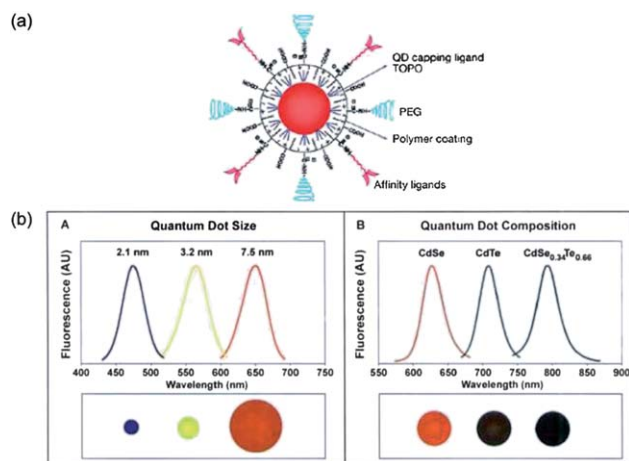 (a)
QD capping ligand
TOPO
PEG
Polymer coating
Affinity ligands
(b)
A
Quantum Dot Size
2.1 nm 3.2 nm 7.5 nm
Fluorescence (AU)
400 450 500 550 600 650 700 750
Wavelength (nm)
B
Quantum Dot Composition
CdSe CdTe CdSe0.34Te0.66
Fluorescence (AU)
550 600 650 700 750 800 850 900
Wavelength (nm)